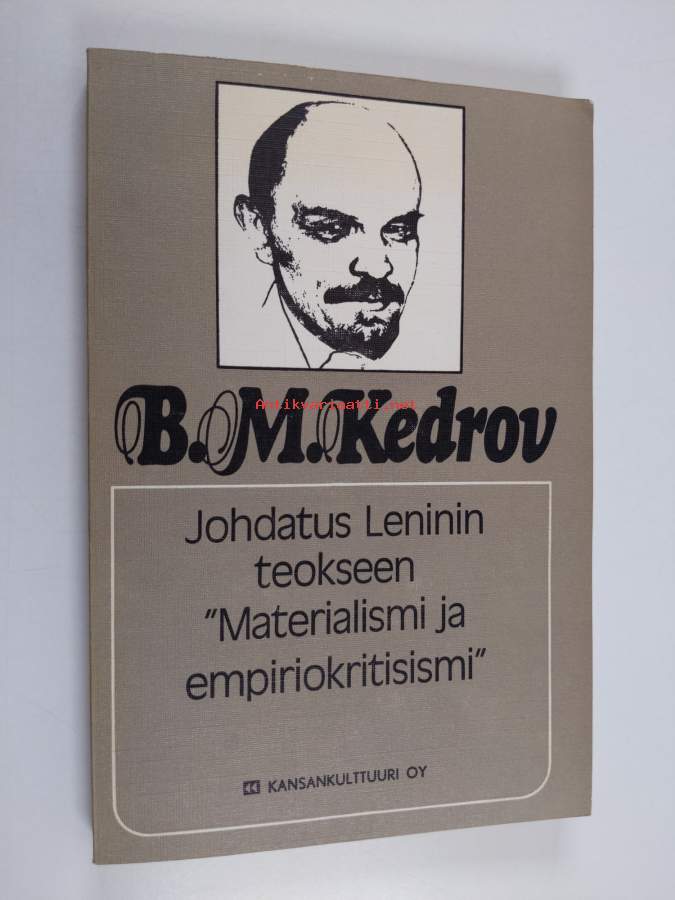 Antikvariaatti.net
B.M.Kedrov
Johdatus Leninin
teokseen
"Materialismi ja
empiriokritisismi"
KANSANKULTTUURI OY